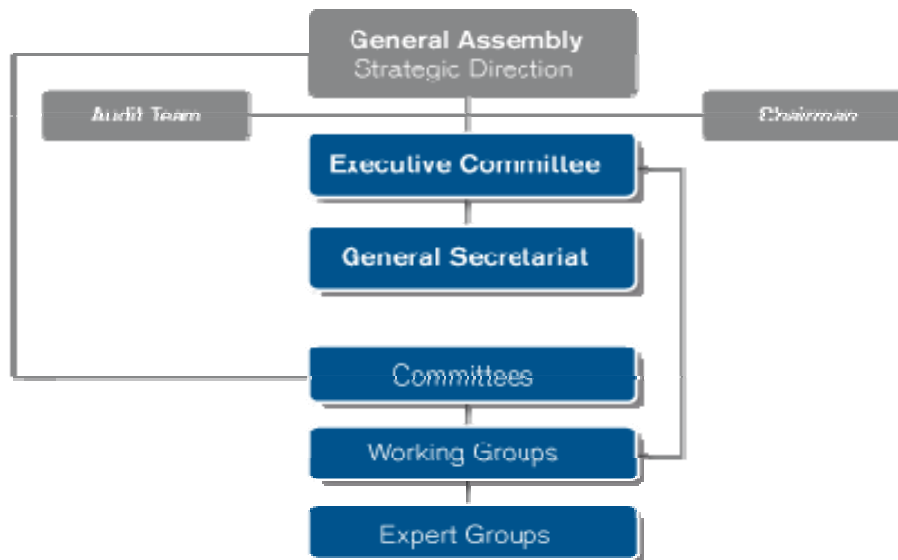 General Assembly
Strategic Direction
Audit Team
Chairman
Executive Committee
General Secretariat
Committees
Working Groups
Expert Groups